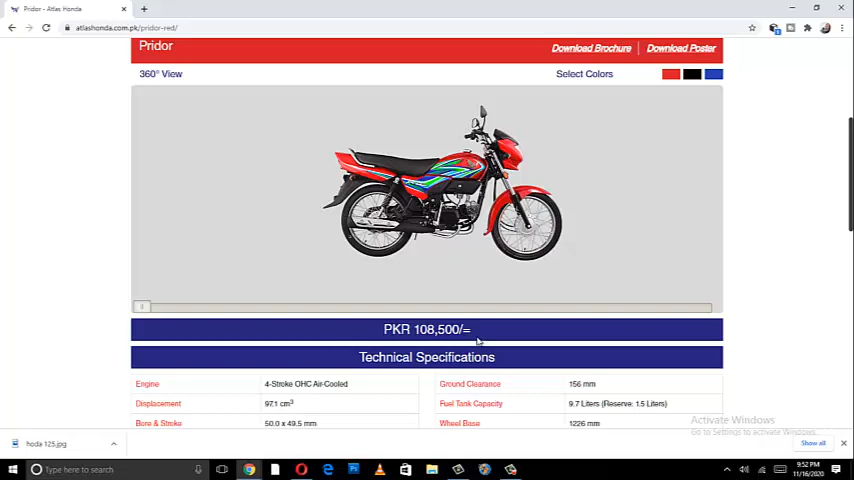 Pridor - Atlas Honda
atlashonda.com.pk/pridor-red/
Pridor
Download Brochure | Download Poster
360° View
Select Colors
PKR 108,500/=
Technical Specifications
Engine 4-Stroke OHC Air-Cooled
Ground Clearance 156 mm
Displacement 97.1 cm³
Fuel Tank Capacity 9.7 Liters (Reserve: 1.5 Liters)
Bore & Stroke 50.0 x 49.5 mm
Wheel Base 1226 mm
Activate Windows
Go to Settings to activate Windows.
hoda 125.jpg
Show all
Type here to search
9:52 PM
11/16/2020